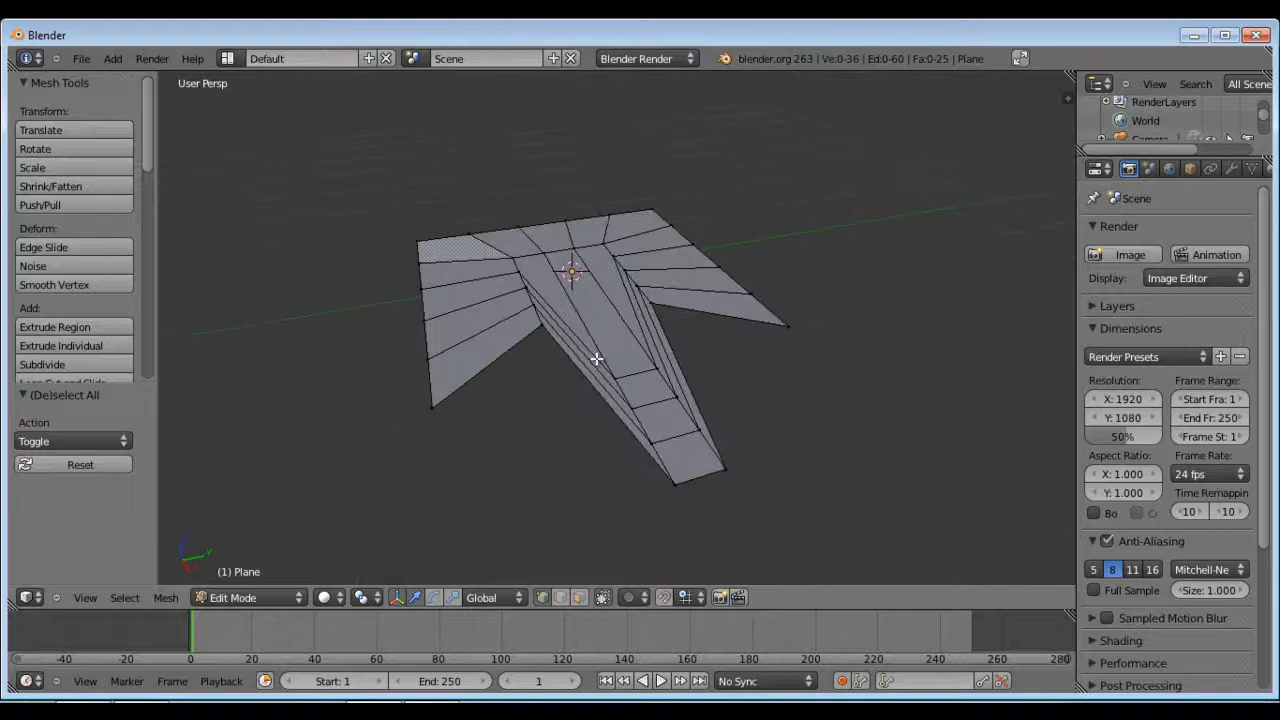 Blender
File Add Render Help Default Scene Blender Render blender.org 263 | Ve:0-36 | Ed:0-60 | Fa:0-25 | Plane
Mesh Tools
Transform:
Translate
Rotate
Scale
Shrink/Fatten
Push/Pull
Deform:
Edge Slide
Noise
Smooth Vertex
Add:
Extrude Region
Extrude Individual
Subdivide
Loop Cut and Slide
(De)select All
Action
Toggle
Reset
User Persp
(1) Plane
View Select Mesh Edit Mode Global
-40 -20 0 20 40 60 80 100 120 140 160 180 200 220 240 260 280
View Marker Frame Playback Start: 1 End: 250 1 No Sync
View Search All Scene
RenderLayers
World
Camera
Scene
Render
Image Animation
Display: Image Editor
Layers
Dimensions
Render Presets
Resolution: Frame Range:
X: 1920 Start Fra: 1
Y: 1080 End Fr: 250
50% Frame St: 1
Aspect Ratio: Frame Rate:
X: 1.000 24 fps
Y: 1.000 Time Remappin
Bo Cr 10 10
Anti-Aliasing
5 8 11 16 Mitchell-Ne
Full Sample Size: 1.000
Sampled Motion Blur
Shading
Performance
Post Processing